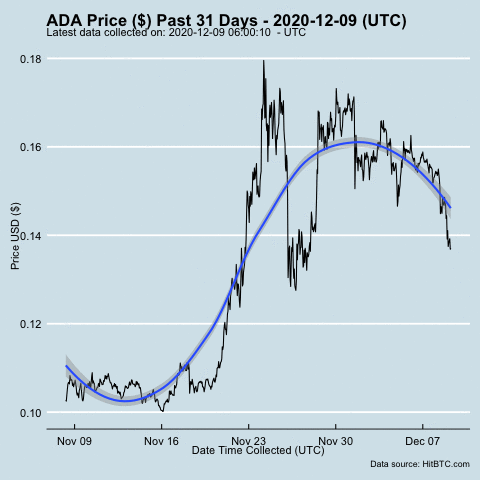 ADA Price ($) Past 31 Days - 2020-12-09 (UTC)
Latest data collected on: 2020-12-09 06:00:10  - UTC
0.18
0.16
0.14
0.12
0.10
Price USD ($)
Nov 09 Nov 16 Nov 23 Nov 30 Dec 07
Date Time Collected (UTC)
Data source: HitBTC.com